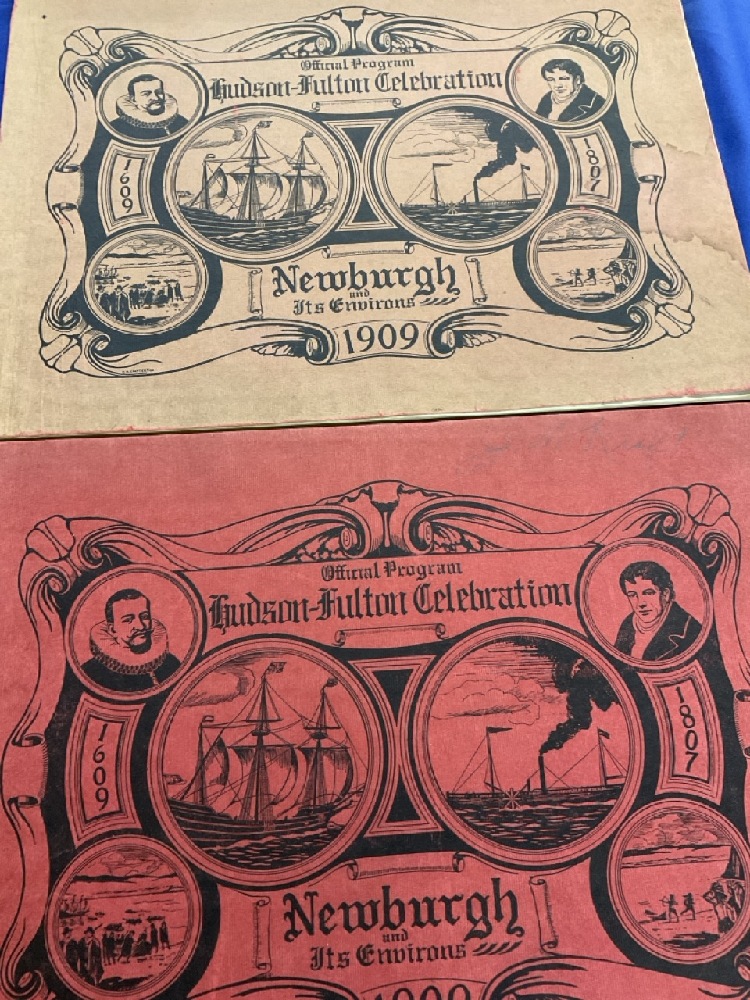 Official Program
Hudson-Fulton Celebration
1609
1807
Newburgh
and
Its Environs
1909
Official Program
Hudson-Fulton Celebration
1609
1807
Newburgh
and
Its Environs
1909